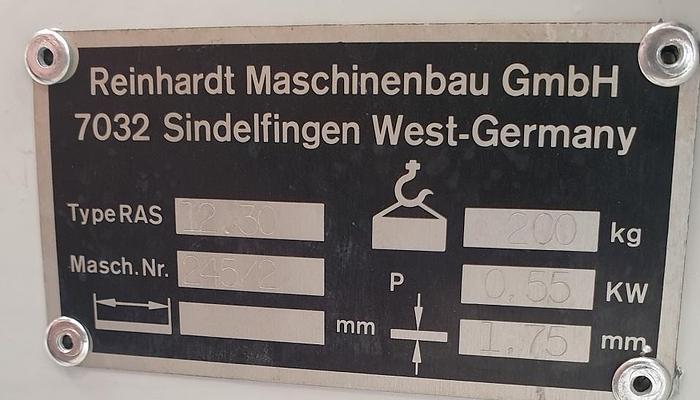 Reinhardt Maschinenbau GmbH
7032 Sindelfingen West-Germany
Type RAS 12.30
200 kg
Masch.Nr. 245/2
P 0,55 KW
mm
1,75 mm